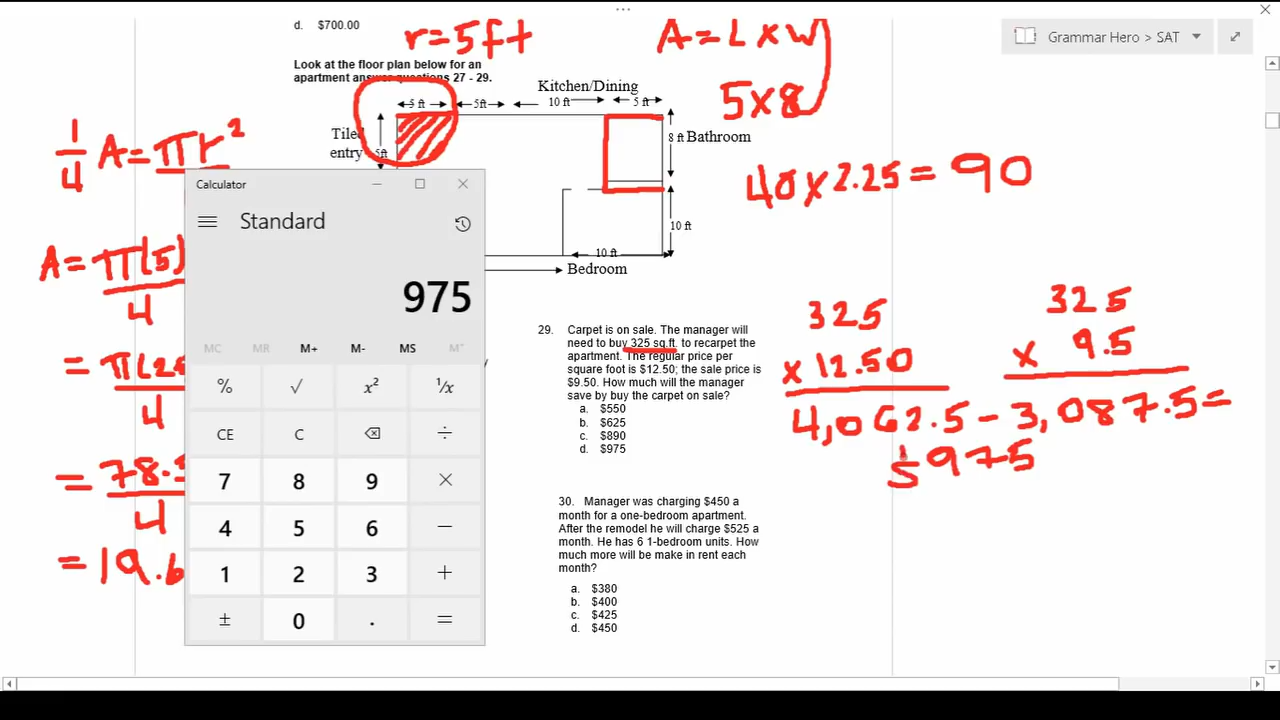 d. $700.00
Grammar Hero > SAT
r=5ft
A=L x W
Look at the floor plan below for an
apartment answer questions 27 - 29.
Kitchen/Dining
5 ft
5ft
10 ft
5 ft
5x8
Tiled
entry
5ft
8 ft
Bathroom
1/4 A=πr²
40x2.25=90
10 ft
10 ft
Bedroom
A=π(5)
4
=π(25
4
=78.
4
=19.6
Calculator
Standard
975
MC MR M+ M- MS
% √ x² ¹/x
CE C ÷
7 8 9 ×
4 5 6 −
1 2 3 +
± 0 . =
29. Carpet is on sale. The manager will
need to buy 325 sq.ft. to recarpet the
apartment. The regular price per
square foot is $12.50; the sale price is
$9.50. How much will the manager
save by buy the carpet on sale?
a. $550
b. $625
c. $890
d. $975
325
x 12.50
325
x 9.5
4,062.5 - 3,087.5=
$975
30. Manager was charging $450 a
month for a one-bedroom apartment.
After the remodel he will charge $525 a
month. He has 6 1-bedroom units. How
much more will be make in rent each
month?
a. $380
b. $400
c. $425
d. $450